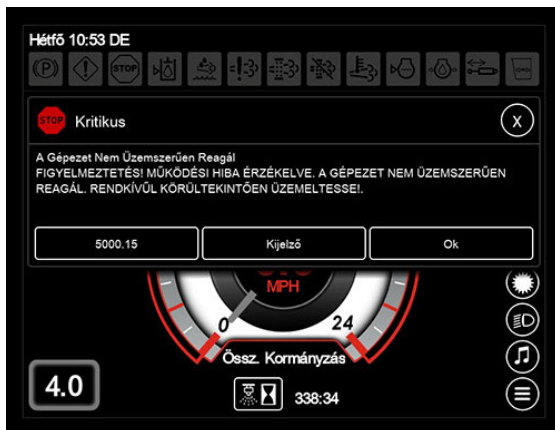 Hétfő 10:53 DE
(P)
STOP
STOP Kritikus X
A Gépezet Nem Üzemszerűen Reagál
FIGYELMEZTETÉS! MŰKÖDÉSI HIBA ÉRZÉKELVE. A GÉPEZET NEM ÜZEMSZERŰEN
REAGÁL. RENDKÍVÜL KÖRÜLTEKINTŐEN ÜZEMELTESSE!.
5000.15 Kijelző Ok
MPH
0 24
Össz. Kormányzás
4.0
338:34